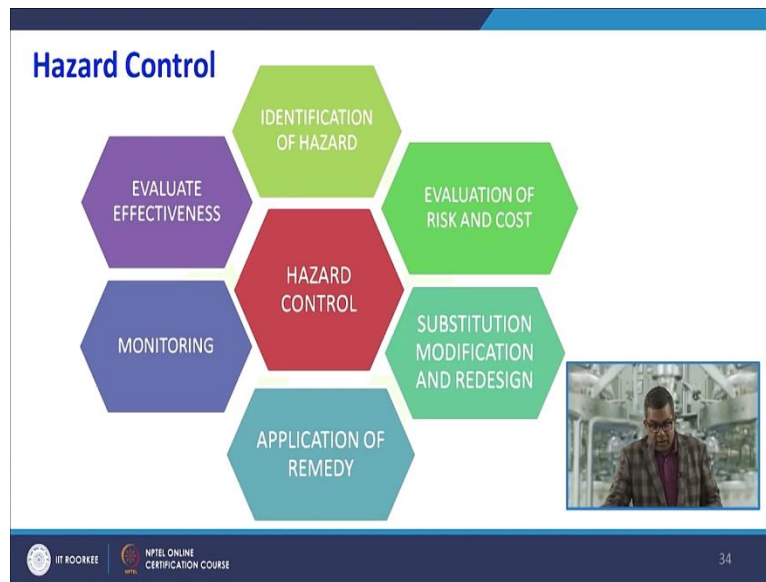 Hazard Control
IDENTIFICATION
OF HAZARD
EVALUATION OF
RISK AND COST
SUBSTITUTION
MODIFICATION
AND REDESIGN
APPLICATION OF
REMEDY
MONITORING
EVALUATE
EFFECTIVENESS
HAZARD
CONTROL
IIT ROORKEE
NPTEL ONLINE
CERTIFICATION COURSE
34